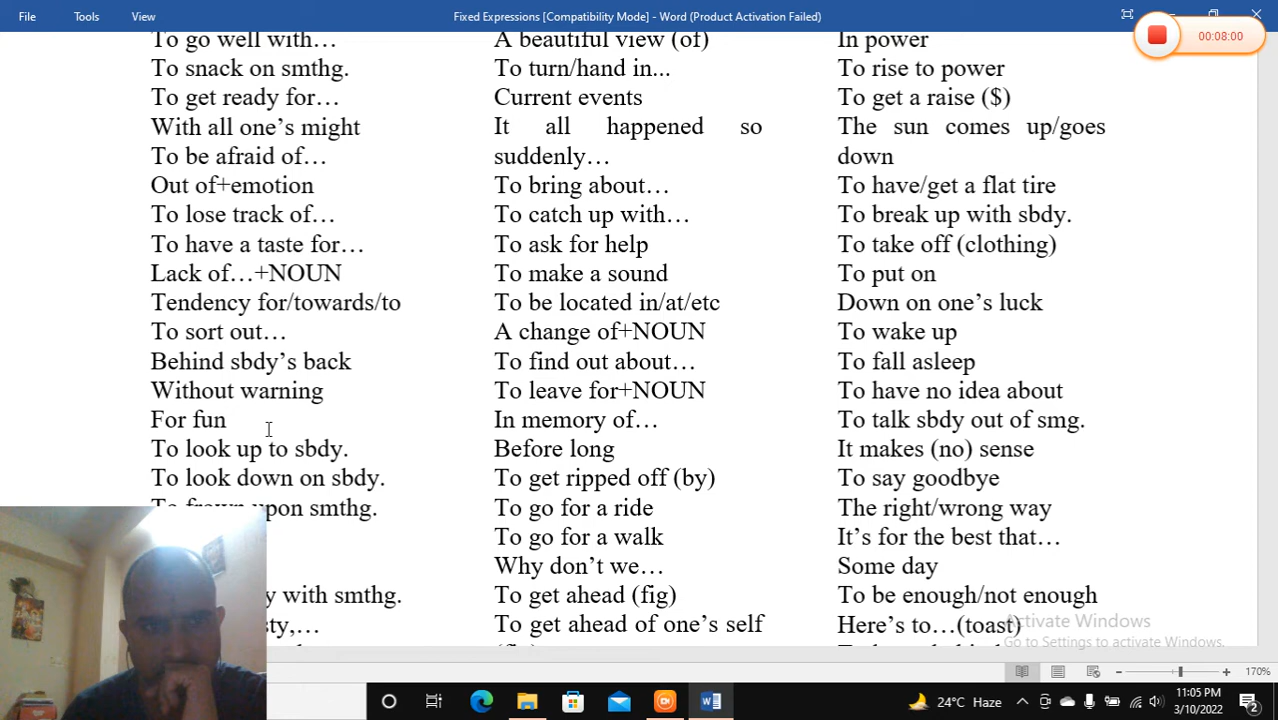 File Tools View Fixed Expressions [Compatibility Mode] - Word (Product Activation Failed)
00:08:00
To go well with…
To snack on smthg.
To get ready for…
With all one's might
To be afraid of…
Out of+emotion
To lose track of…
To have a taste for…
Lack of…+NOUN
Tendency for/towards/to
To sort out…
Behind sbdy's back
Without warning
For fun
To look up to sbdy.
To look down on sbdy.
To frown upon smthg.
y with smthg.
sty,…
A beautiful view (of)
To turn/hand in...
Current events
It all happened so
suddenly…
To bring about…
To catch up with…
To ask for help
To make a sound
To be located in/at/etc
A change of+NOUN
To find out about…
To leave for+NOUN
In memory of…
Before long
To get ripped off (by)
To go for a ride
To go for a walk
Why don't we…
To get ahead (fig)
To get ahead of one's self
In power
To rise to power
To get a raise ($)
The sun comes up/goes
down
To have/get a flat tire
To break up with sbdy.
To take off (clothing)
To put on
Down on one's luck
To wake up
To fall asleep
To have no idea about
To talk sbdy out of smg.
It makes (no) sense
To say goodbye
The right/wrong way
It's for the best that…
Some day
To be enough/not enough
Here's to…(toast)
Activate Windows
Go to Settings to activate Windows.
170%
24°C Haze
11:05 PM
3/10/2022
2